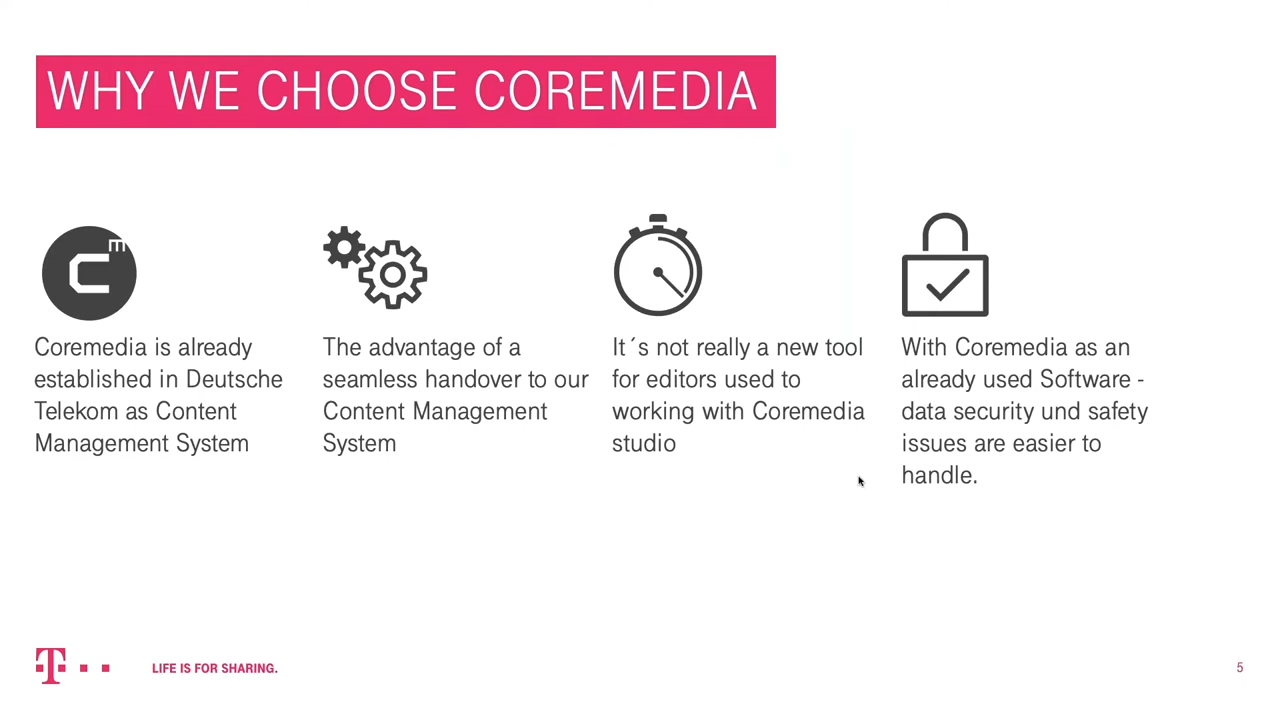 WHY WE CHOOSE COREMEDIA
Cm
Coremedia is already
established in Deutsche
Telekom as Content
Management System
The advantage of a
seamless handover to our
Content Management
System
It´s not really a new tool
for editors used to
working with Coremedia
studio
With Coremedia as an
already used Software -
data security und safety
issues are easier to
handle.
T
LIFE IS FOR SHARING.
5